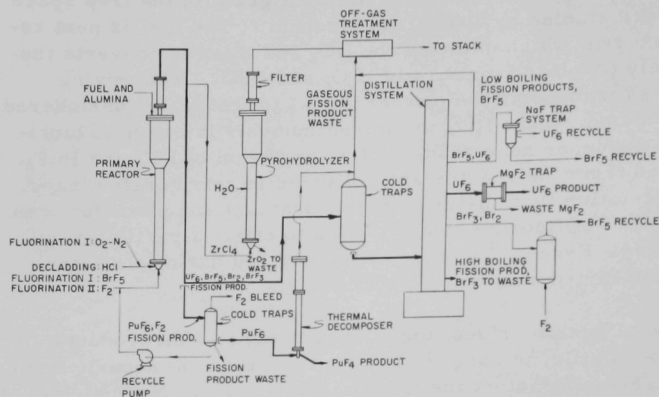 OFF-GAS
TREATMENT
SYSTEM
TO STACK
FUEL AND
ALUMINA
FILTER
GASEOUS
FISSION
PRODUCT
WASTE
DISTILLATION
SYSTEM
LOW BOILING
FISSION PRODUCTS,
BrF5
NaF TRAP
SYSTEM
UF6 RECYCLE
BrF5, UF6
BrF5 RECYCLE
PRIMARY
REACTOR
PYROHYDROLYZER
H2O
COLD
TRAPS
UF6
MgF2 TRAP
UF6 PRODUCT
WASTE MgF2
BrF3, Br2
BrF5 RECYCLE
FLUORINATION I: O2-N2
ZrCl4
ZrO2 TO
WASTE
DECLADDING: HCl
FLUORINATION I: BrF5
FLUORINATION II: F2
UF6, BrF5, Br2, BrF3
FISSION PROD.
HIGH BOILING
FISSION PROD,
BrF3 TO WASTE
F2 BLEED
COLD TRAPS
THERMAL
DECOMPOSER
F2
PuF6, F2
FISSION PROD.
PuF6
PuF4 PRODUCT
FISSION
PRODUCT WASTE
RECYCLE
PUMP